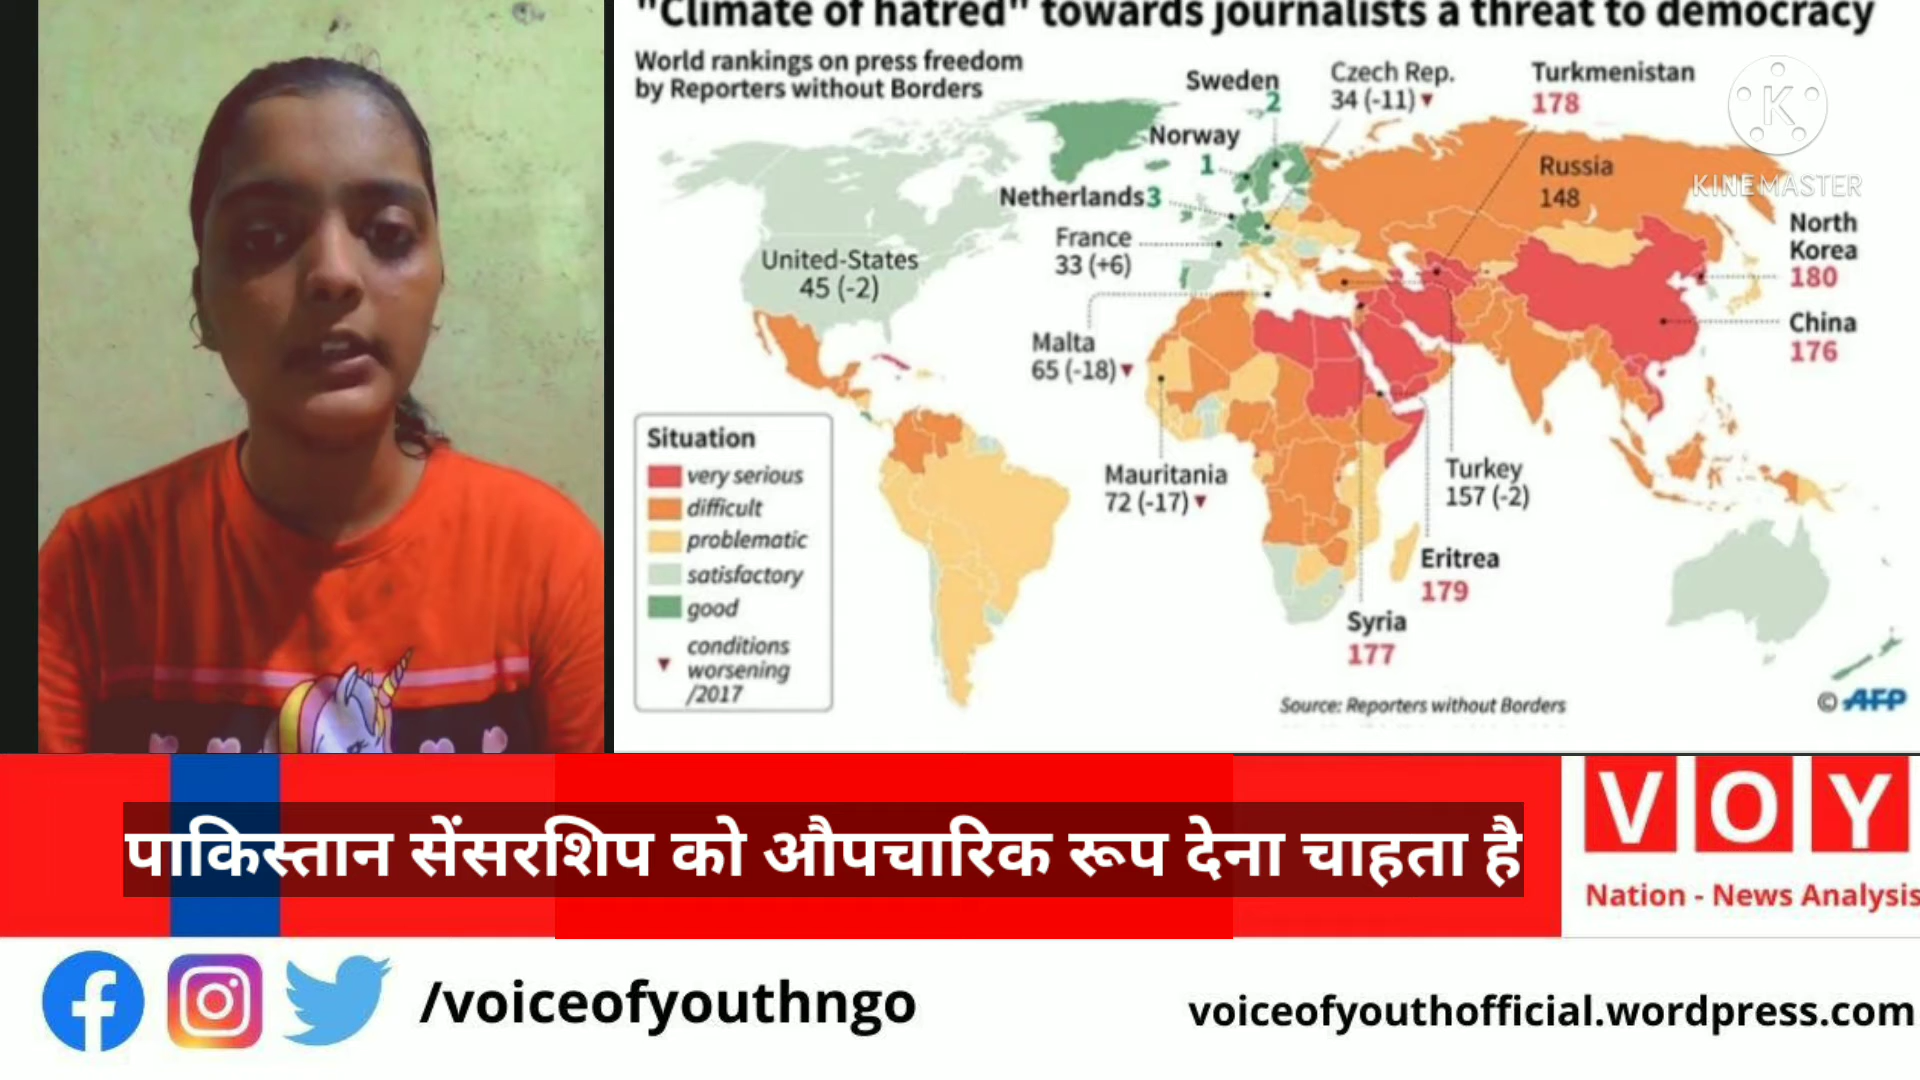 "Climate of hatred" towards journalists a threat to democracy
World rankings on press freedom
by Reporters without Borders
Sweden
2
Czech Rep.
34 (-11)
Turkmenistan
178
K
KINEMASTER
Norway
1
Russia
148
Netherlands 3
North
Korea
180
France
33 (+6)
United-States
45 (-2)
China
176
Malta
65 (-18)
Situation
very serious
difficult
problematic
satisfactory
good
conditions
worsening
/2017
Mauritania
72 (-17)
Turkey
157 (-2)
Eritrea
179
Syria
177
Source: Reporters without Borders
© AFP
पाकिस्तान सेंसरशिप को औपचारिक रूप देना चाहता है
VOY
Nation - News Analysis
/voiceofyouthngo
voiceofyouthofficial.wordpress.com